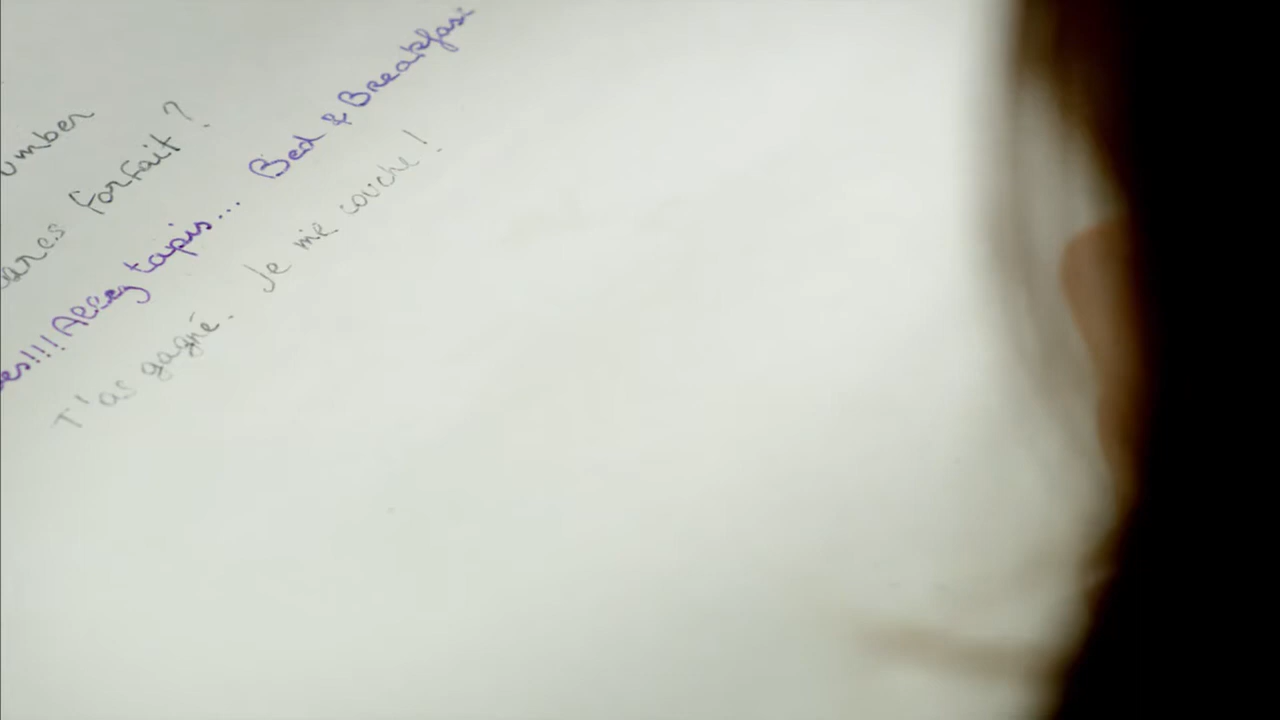 umber
ares forfait ?
es!!! Allez tapis... Bed & Breakfast
T'as gagné. Je me couche !